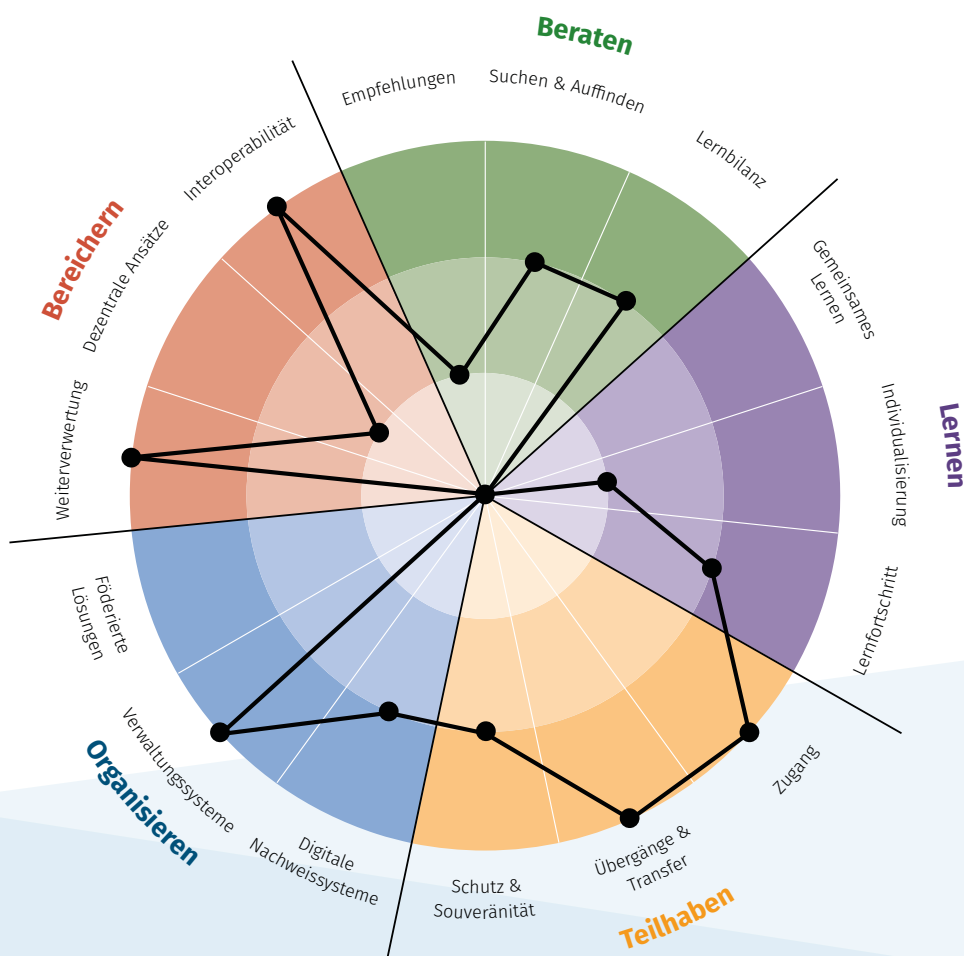 Beraten
Empfehlungen
Suchen & Auffinden
Lernbilanz
Lernen
Gemeinsames
Lernen
Individualisierung
Lernfortschritt
Teilhaben
Zugang
Übergänge &
Transfer
Schutz &
Souveränität
Organisieren
Digitale
Nachweissysteme
Verwaltungssysteme
Föderierte
Lösungen
Bereichern
Weiterverwertung
Dezentrale Ansätze
Interoperabilität